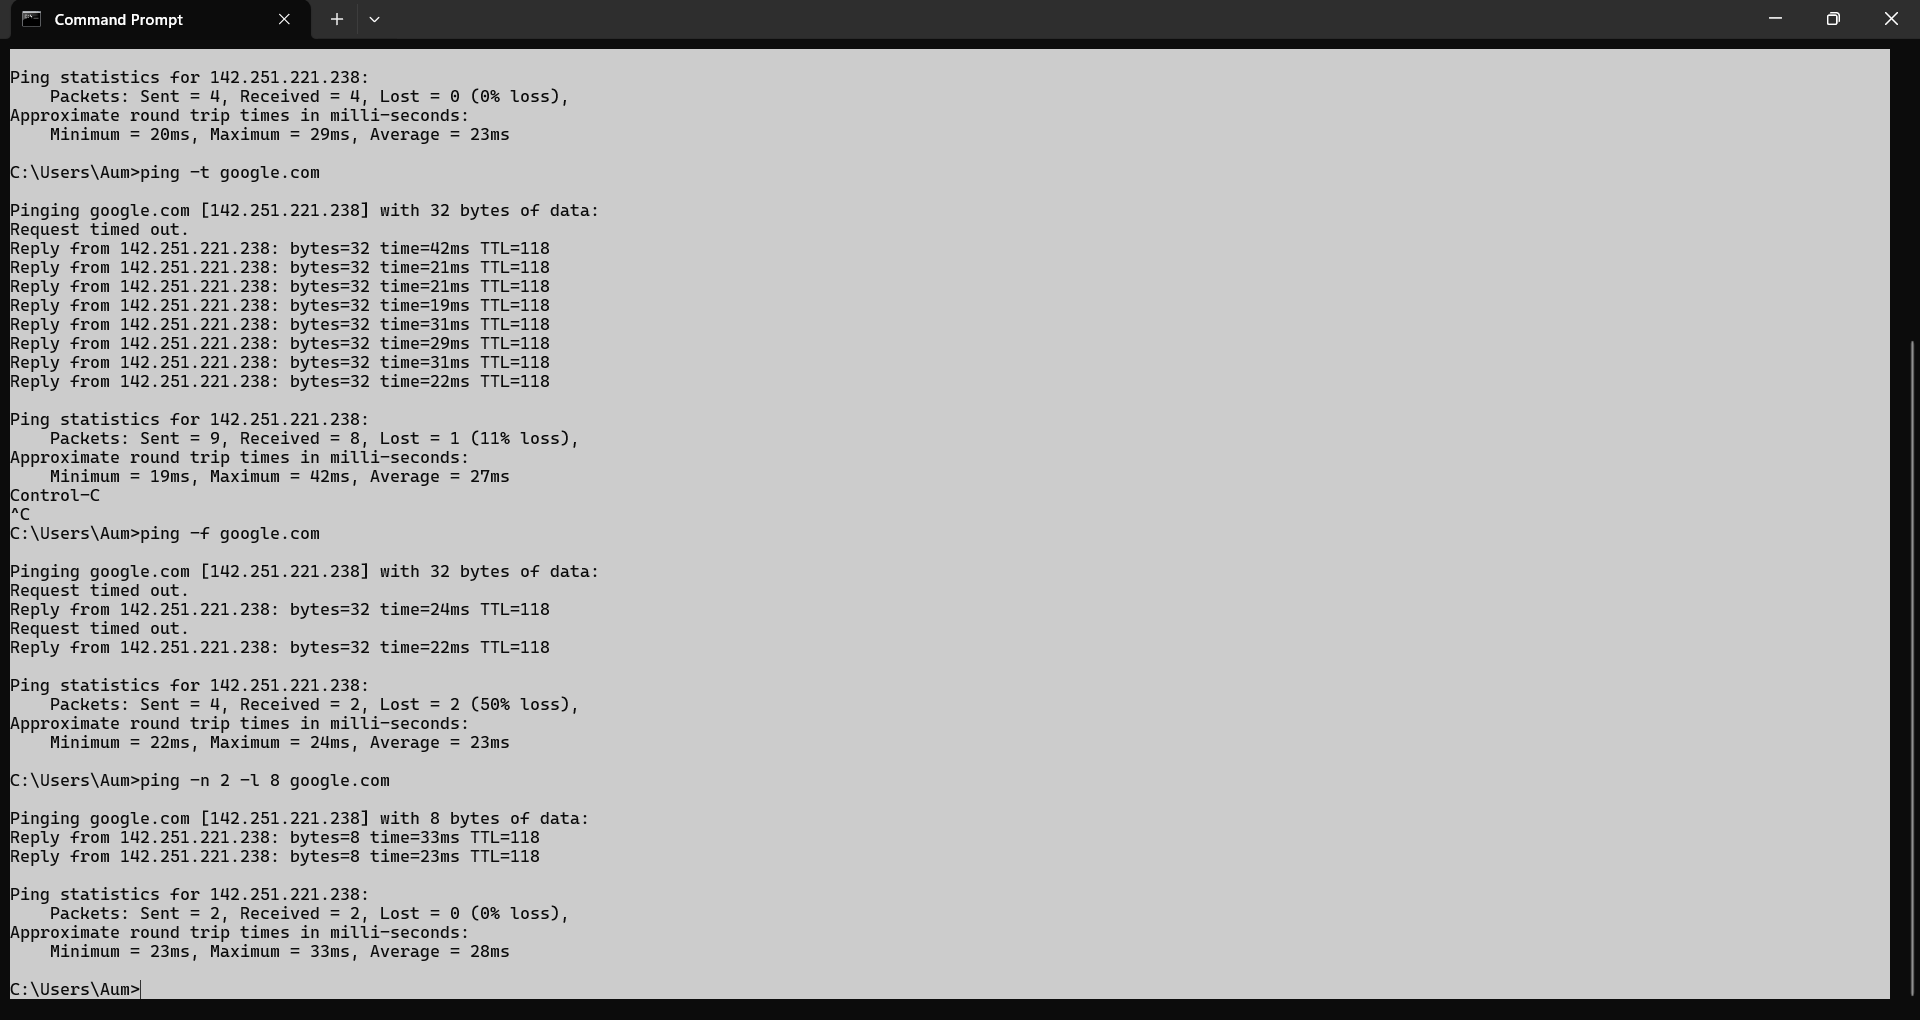 Command Prompt
Ping statistics for 142.251.221.238:
    Packets: Sent = 4, Received = 4, Lost = 0 (0% loss),
Approximate round trip times in milli-seconds:
    Minimum = 20ms, Maximum = 29ms, Average = 23ms
C:\Users\Aum>ping -t google.com
Pinging google.com [142.251.221.238] with 32 bytes of data:
Request timed out.
Reply from 142.251.221.238: bytes=32 time=42ms TTL=118
Reply from 142.251.221.238: bytes=32 time=21ms TTL=118
Reply from 142.251.221.238: bytes=32 time=21ms TTL=118
Reply from 142.251.221.238: bytes=32 time=19ms TTL=118
Reply from 142.251.221.238: bytes=32 time=31ms TTL=118
Reply from 142.251.221.238: bytes=32 time=29ms TTL=118
Reply from 142.251.221.238: bytes=32 time=31ms TTL=118
Reply from 142.251.221.238: bytes=32 time=22ms TTL=118
Ping statistics for 142.251.221.238:
    Packets: Sent = 9, Received = 8, Lost = 1 (11% loss),
Approximate round trip times in milli-seconds:
    Minimum = 19ms, Maximum = 42ms, Average = 27ms
Control-C
^C
C:\Users\Aum>ping -f google.com
Pinging google.com [142.251.221.238] with 32 bytes of data:
Request timed out.
Reply from 142.251.221.238: bytes=32 time=24ms TTL=118
Request timed out.
Reply from 142.251.221.238: bytes=32 time=22ms TTL=118
Ping statistics for 142.251.221.238:
    Packets: Sent = 4, Received = 2, Lost = 2 (50% loss),
Approximate round trip times in milli-seconds:
    Minimum = 22ms, Maximum = 24ms, Average = 23ms
C:\Users\Aum>ping -n 2 -l 8 google.com
Pinging google.com [142.251.221.238] with 8 bytes of data:
Reply from 142.251.221.238: bytes=8 time=33ms TTL=118
Reply from 142.251.221.238: bytes=8 time=23ms TTL=118
Ping statistics for 142.251.221.238:
    Packets: Sent = 2, Received = 2, Lost = 0 (0% loss),
Approximate round trip times in milli-seconds:
    Minimum = 23ms, Maximum = 33ms, Average = 28ms
C:\Users\Aum>